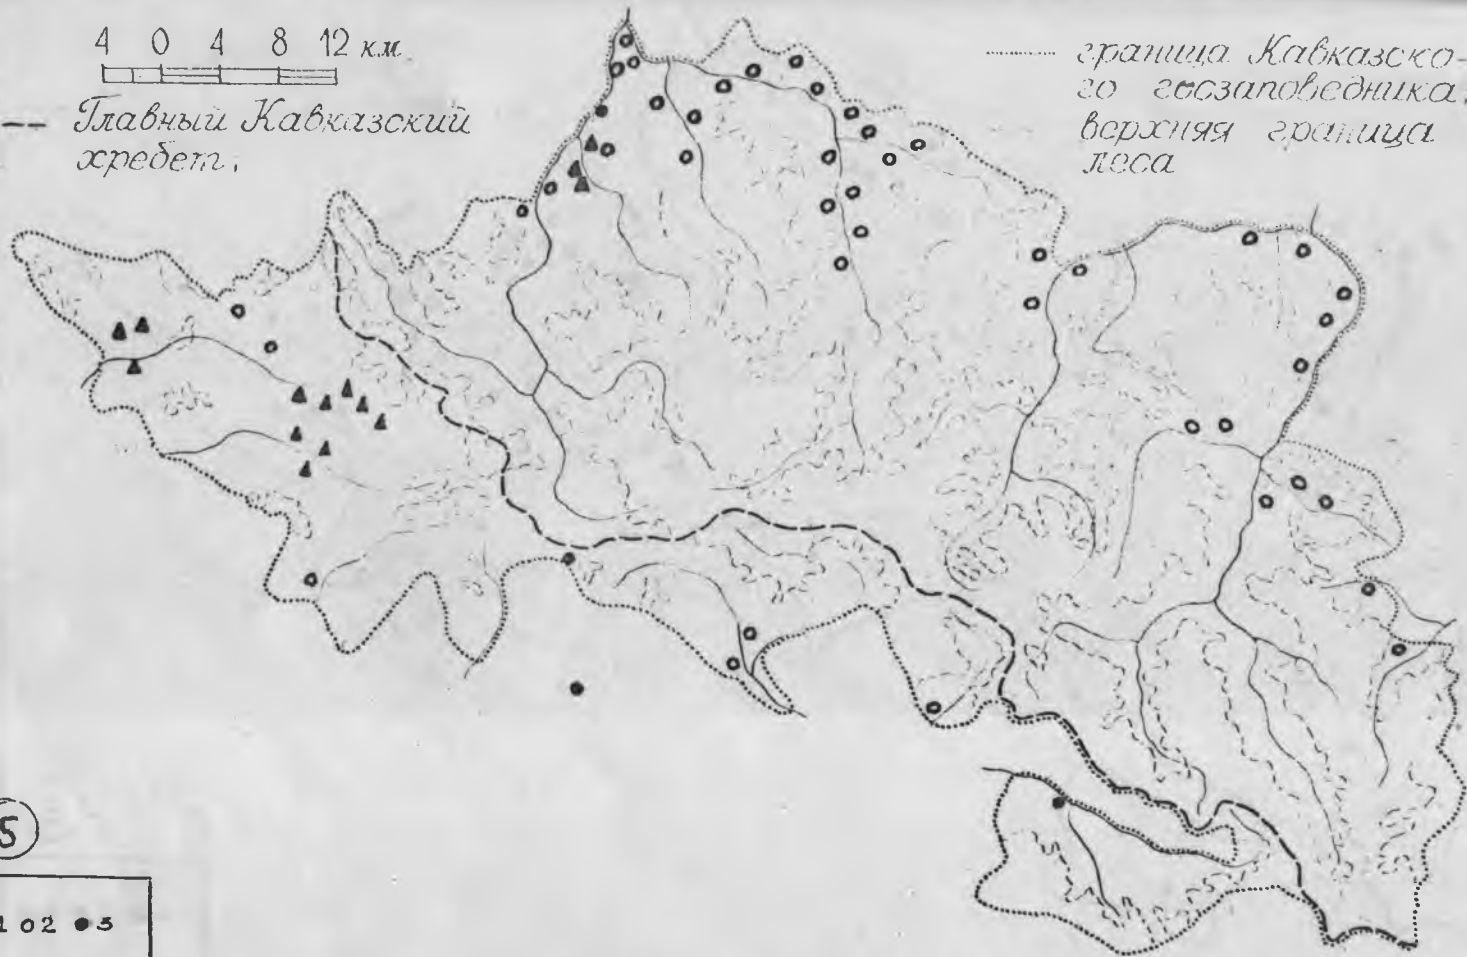 4 0 4 8 12 км
Главный Кавказский
хребет,
граница Кавказско-
го госзаповедника,
верхняя граница
леса
5
1 o2 ●3